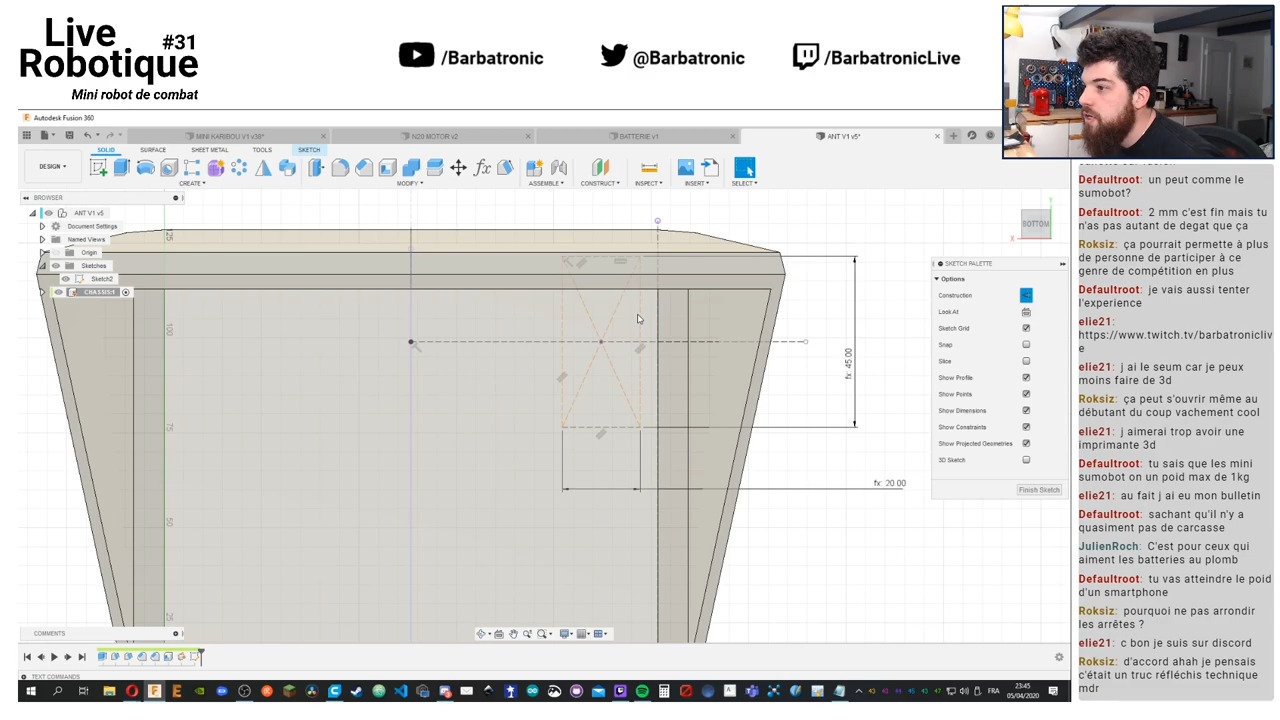 Live
Robotique #31
Mini robot de combat
/Barbatronic
@Barbatronic
/BarbatronicLive
Autodesk Fusion 360
MINI KARIBOU V1 v38*
N20 MOTOR v2
BATTERIE v1
ANT V1 v5*
SOLID SURFACE SHEET METAL TOOLS SKETCH
DESIGN
CREATE MODIFY ASSEMBLE CONSTRUCT INSPECT INSERT SELECT
BROWSER
ANT V1 v5
Document Settings
Named Views
Origin
Sketches
Sketch2
CHASSIS:1
125
100
75
50
25
fx: 45.00
fx: 20.00
BOTTOM
SKETCH PALETTE
Options
Construction
Look At
Sketch Grid
Snap
Slice
Show Profile
Show Points
Show Dimensions
Show Constraints
Show Projected Geometries
3D Sketch
Finish Sketch
COMMENTS
TEXT COMMANDS
FRA
23:45
05/04/2020
Defaultroot: un peut comme le
sumobot?
Defaultroot: 2 mm c'est fin mais tu
n'as pas autant de degat que ça
Roksiz: ça pourrait permette à plus
de personne de participer à ce
genre de compétition en plus
Defaultroot: je vais aussi tenter
l'experience
elie21:
https://www.twitch.tv/barbatronicliv
e
elie21: j ai le seum car je peux
moins faire de 3d
Roksiz: ça peut s'ouvrir même au
débutant du coup vachement cool
elie21: j aimerai trop avoir une
imprimante 3d
Defaultroot: tu sais que les mini
sumobot on un poid max de 1kg
elie21: au fait j ai eu mon bulletin
Defaultroot: sachant qu'il n'y a
quasiment pas de carcasse
JulienRoch: C'est pour ceux qui
aiment les batteries au plomb
Defaultroot: tu vas atteindre le poid
d'un smartphone
Roksiz: pourquoi ne pas arrondir
les arrêtes ?
elie21: c bon je suis sur discord
Roksiz: d'accord ahah je pensais
c'était un truc réfléchis technique
mdr